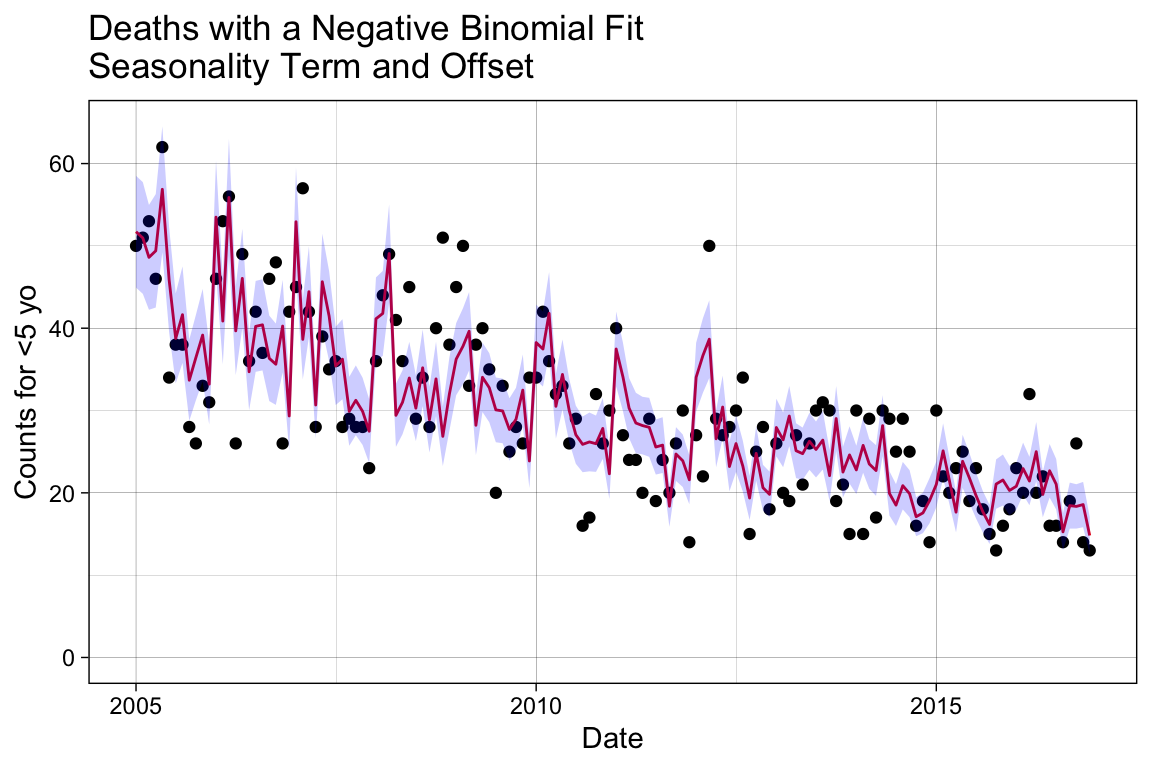 Deaths with a Negative Binomial Fit
Seasonality Term and Offset
Counts for <5 yo
60
40
20
0
2005
2010
2015
Date